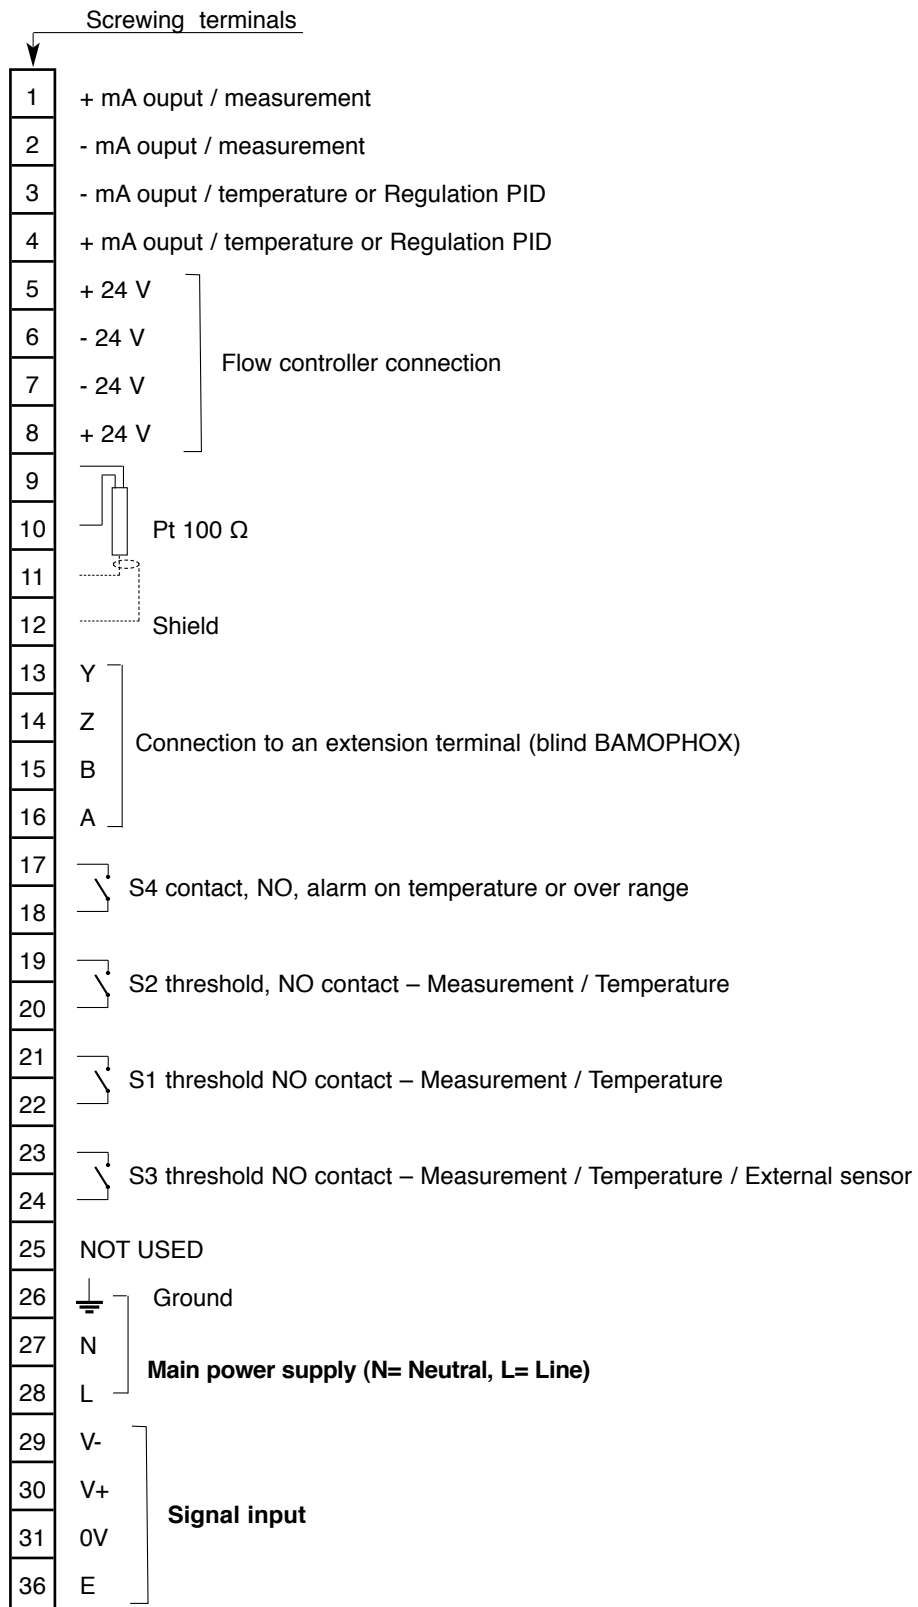 Screwing terminals
1 + mA ouput / measurement
2 - mA ouput / measurement
3 - mA ouput / temperature or Regulation PID
4 + mA ouput / temperature or Regulation PID
5 + 24 V
6 - 24 V
Flow controller connection
7 - 24 V
8 + 24 V
9
10 Pt 100 Ω
11
12 Shield
13 Y
14 Z
Connection to an extension terminal (blind BAMOPHOX)
15 B
16 A
17
S4 contact, NO, alarm on temperature or over range
18
19
S2 threshold, NO contact – Measurement / Temperature
20
21
S1 threshold NO contact – Measurement / Temperature
22
23
S3 threshold NO contact – Measurement / Temperature / External sensor
24
25 NOT USED
26 Ground
27 N
Main power supply (N= Neutral, L= Line)
28 L
29 V-
30 V+
Signal input
31 0V
36 E